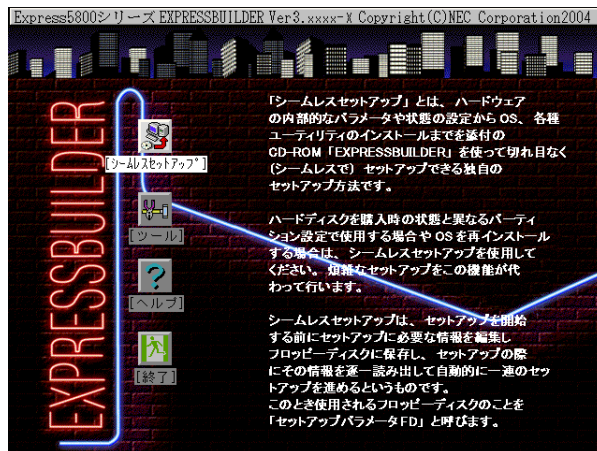 Express5800シリーズ EXPRESSBUILDER Ver3.xxxx-X Copyright(C)NEC Corporation2004
EXPRESSBUILDER
[シームレスセットアップ]
[ツール]
[ヘルプ]
[終了]
「シームレスセットアップ」とは、ハードウェア
の内部的なパラメータや状態の設定から OS、各種
ユーティリティのインストールまでを添付の
CD-ROM「EXPRESSBUILDER」を使って切れ目なく
(シームレスで) セットアップできる独自の
セットアップ方法です。
ハードディスクを購入時の状態と異なるパーティ
ション設定で使用する場合や OS を再インストール
する場合は、シームレスセットアップを使用して
ください。煩雑なセットアップをこの機能が代
わって行います。
シームレスセットアップは、セットアップを開始
する前にセットアップに必要な情報を編集し
フロッピーディスクに保存し、セットアップの際
にその情報を逐一読み出して自動的に一連のセッ
トアップを進めるというものです。
このとき使用されるフロッピーディスクのことを
「セットアップパラメータFD」と呼びます。